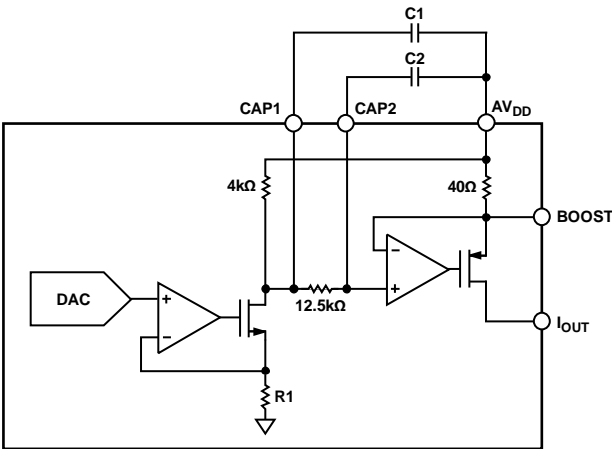 C1
C2
CAP1 CAP2 AVDD
4kΩ 40Ω
BOOST
DAC
12.5kΩ
IOUT
R1